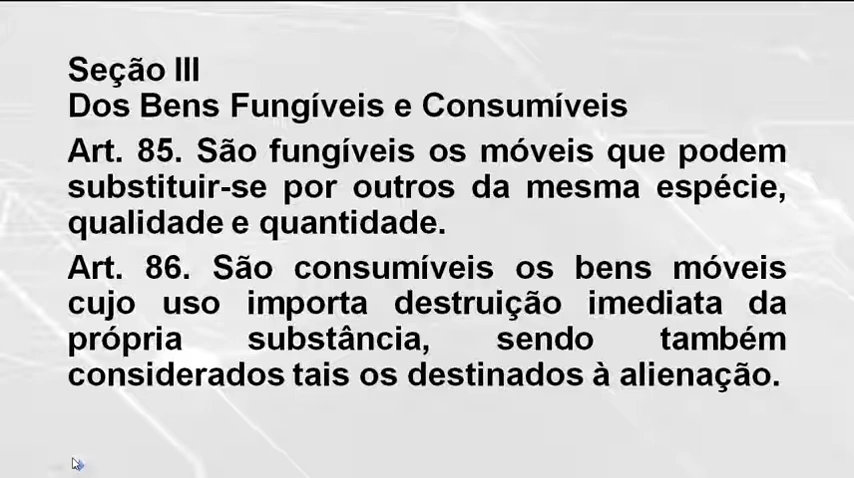 Seção III
Dos Bens Fungíveis e Consumíveis
Art. 85. São fungíveis os móveis que podem
substituir-se por outros da mesma espécie,
qualidade e quantidade.
Art. 86. São consumíveis os bens móveis
cujo uso importa destruição imediata da
própria substância, sendo também
considerados tais os destinados à alienação.